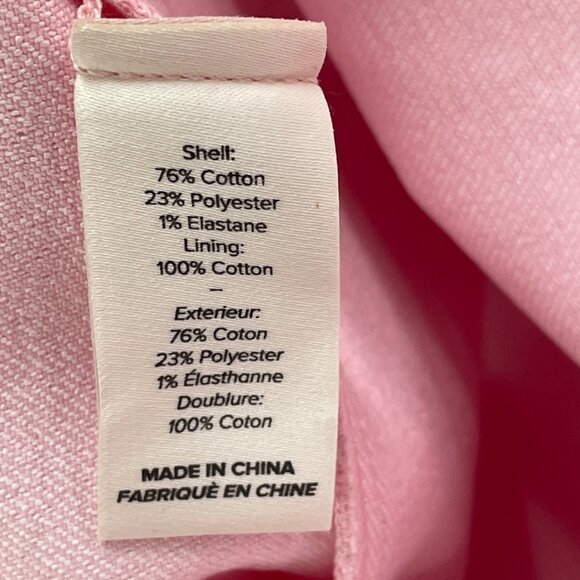 Shell:
76% Cotton
23% Polyester
1% Elastane
Lining:
100% Cotton
–
Exterieur:
76% Coton
23% Polyester
1% Élasthanne
Doublure:
100% Coton
MADE IN CHINA
FABRIQUÈ EN CHINE